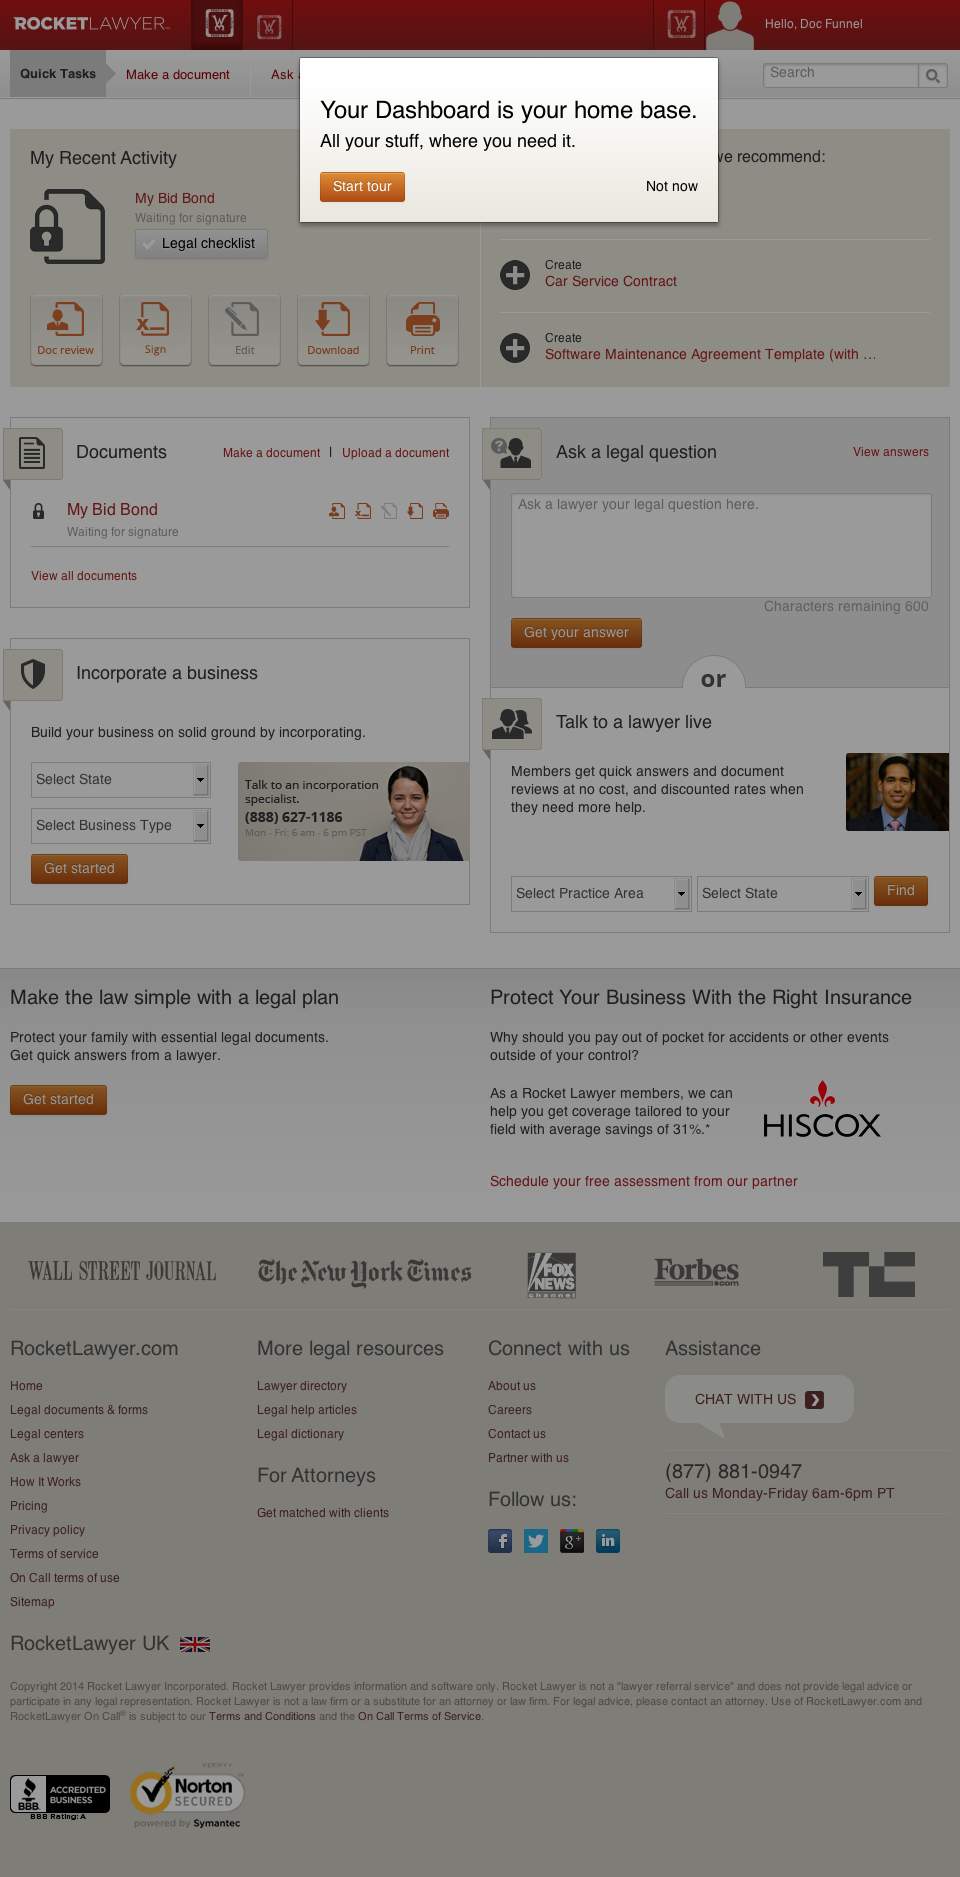 ROCKETLAWYER
Hello, Doc Funnel
Quick Tasks
Make a document
Ask
Search
Your Dashboard is your home base.
All your stuff, where you need it.
Start tour
Not now
My Recent Activity
we recommend:
My Bid Bond
Waiting for signature
Legal checklist
Doc review
Sign
Edit
Download
Print
Create
Car Service Contract
Create
Software Maintenance Agreement Template (with ...
Documents
Make a document | Upload a document
My Bid Bond
Waiting for signature
View all documents
Ask a legal question
View answers
Ask a lawyer your legal question here.
Characters remaining 600
Get your answer
or
Incorporate a business
Build your business on solid ground by incorporating.
Select State
Select Business Type
Get started
Talk to an incorporation
specialist.
(888) 627-1186
Mon - Fri: 6 am - 6 pm PST
Talk to a lawyer live
Members get quick answers and document
reviews at no cost, and discounted rates when
they need more help.
Select Practice Area
Select State
Find
Make the law simple with a legal plan
Protect your family with essential legal documents.
Get quick answers from a lawyer.
Get started
Protect Your Business With the Right Insurance
Why should you pay out of pocket for accidents or other events
outside of your control?
As a Rocket Lawyer members, we can
help you get coverage tailored to your
field with average savings of 31%.*
HISCOX
Schedule your free assessment from our partner
WALL STREET JOURNAL
The New York Times
FOX
NEWS
channel
Forbes
.com
TC
RocketLawyer.com
Home
Legal documents & forms
Legal centers
Ask a lawyer
How It Works
Pricing
Privacy policy
Terms of service
On Call terms of use
Sitemap
More legal resources
Lawyer directory
Legal help articles
Legal dictionary
For Attorneys
Get matched with clients
Connect with us
About us
Careers
Contact us
Partner with us
Follow us:
Assistance
CHAT WITH US
(877) 881-0947
Call us Monday-Friday 6am-6pm PT
RocketLawyer UK
Copyright 2014 Rocket Lawyer Incorporated. Rocket Lawyer provides information and software only. Rocket Lawyer is not a "lawyer referral service" and does not provide legal advice or
participate in any legal representation. Rocket Lawyer is not a law firm or a substitute for an attorney or law firm. For legal advice, please contact an attorney. Use of RocketLawyer.com and
RocketLawyer On Call® is subject to our Terms and Conditions and the On Call Terms of Service.
BBB.
ACCREDITED
BUSINESS
BBB Rating: A
VERIFY
Norton
SECURED
powered by Symantec